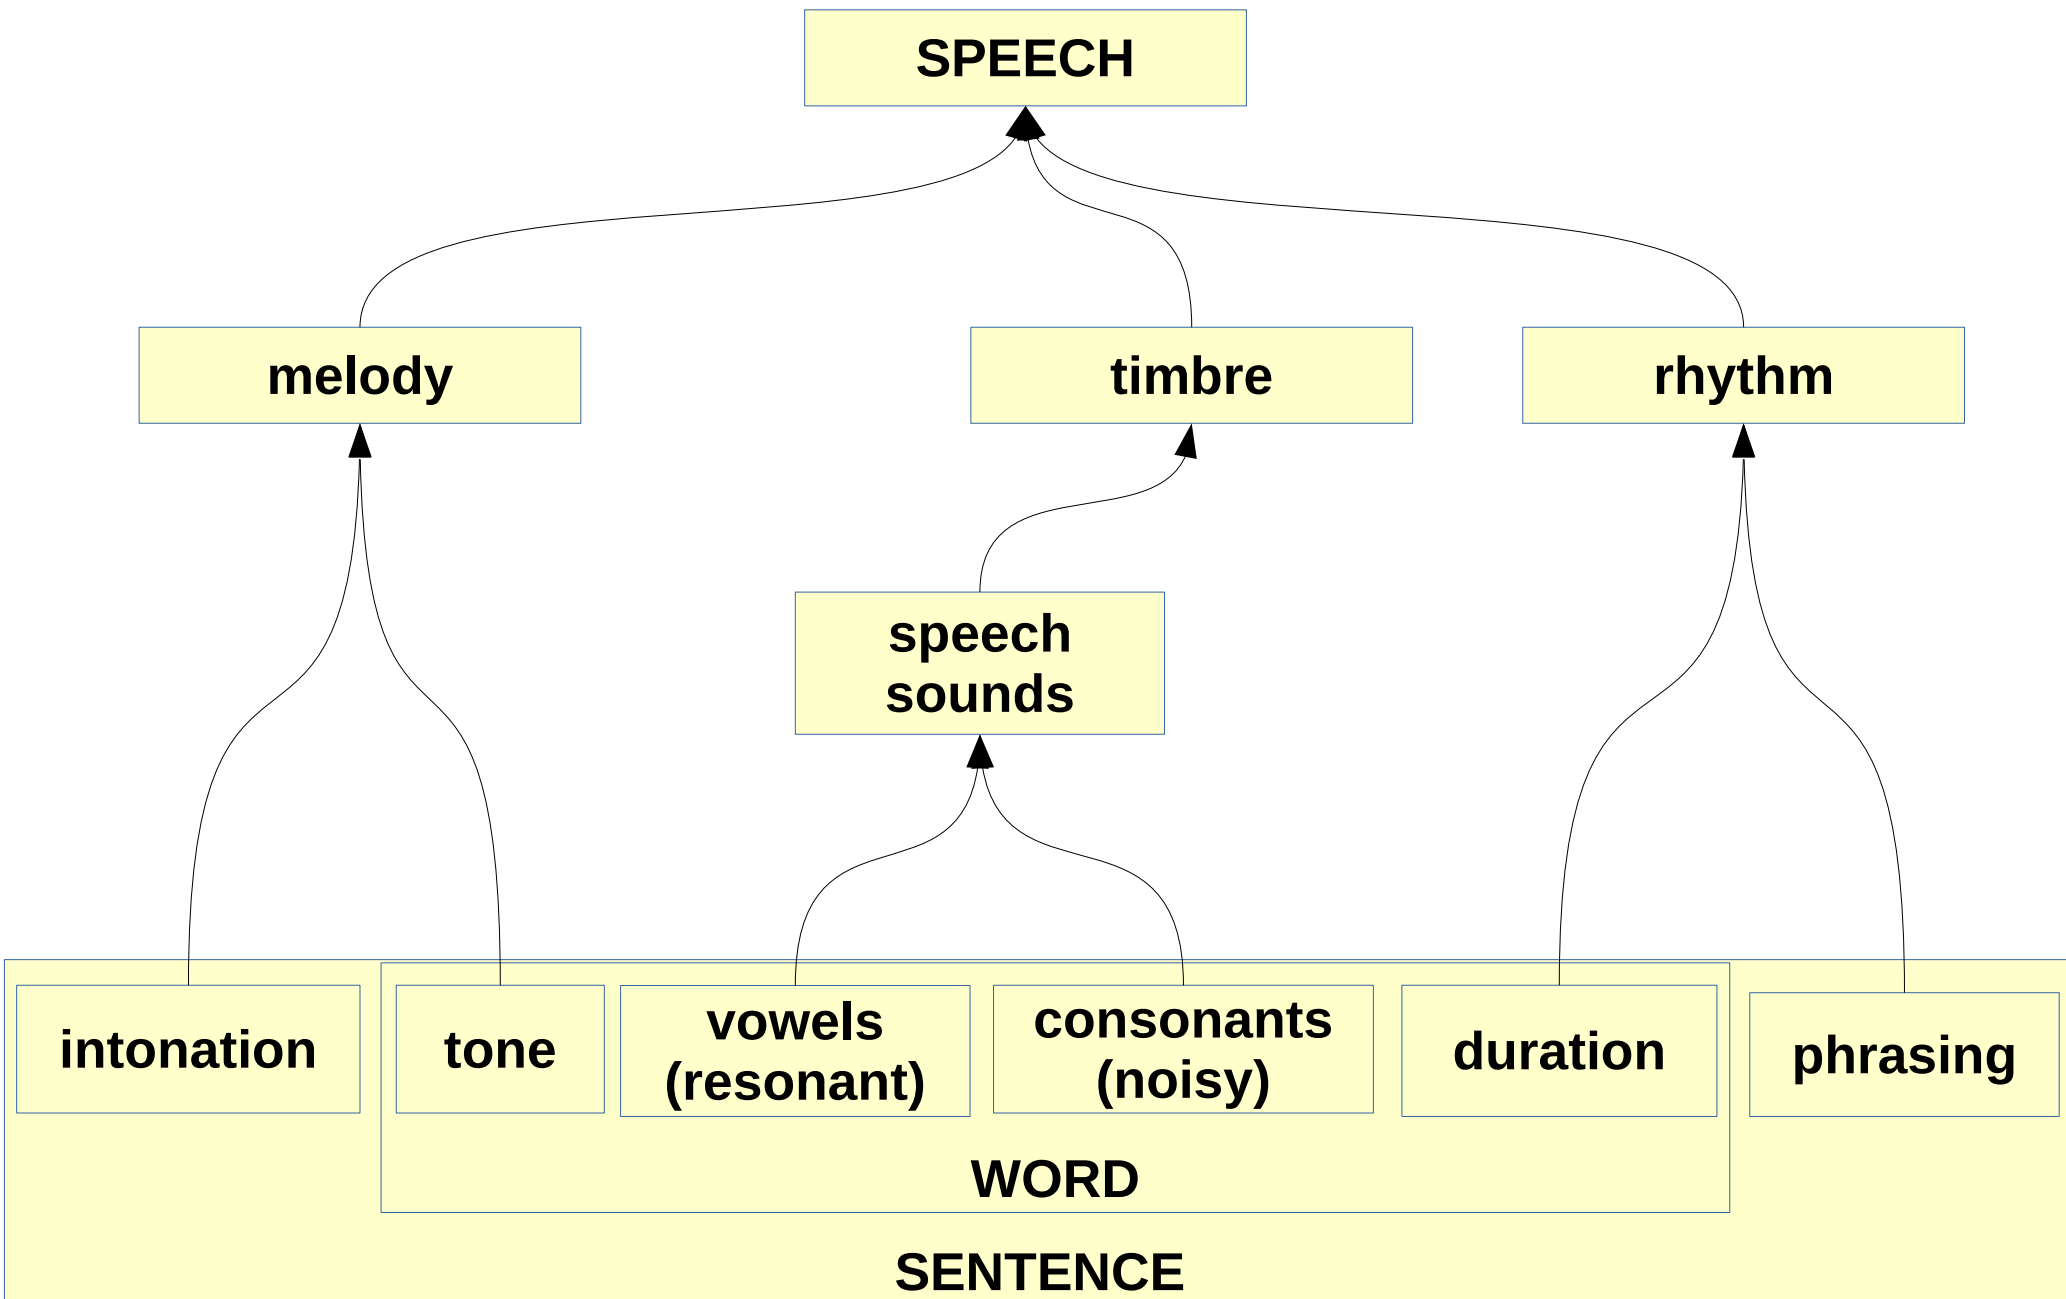 SPEECH
melody
timbre
rhythm
speech
sounds
intonation
tone
vowels
(resonant)
consonants
(noisy)
duration
phrasing
WORD
SENTENCE